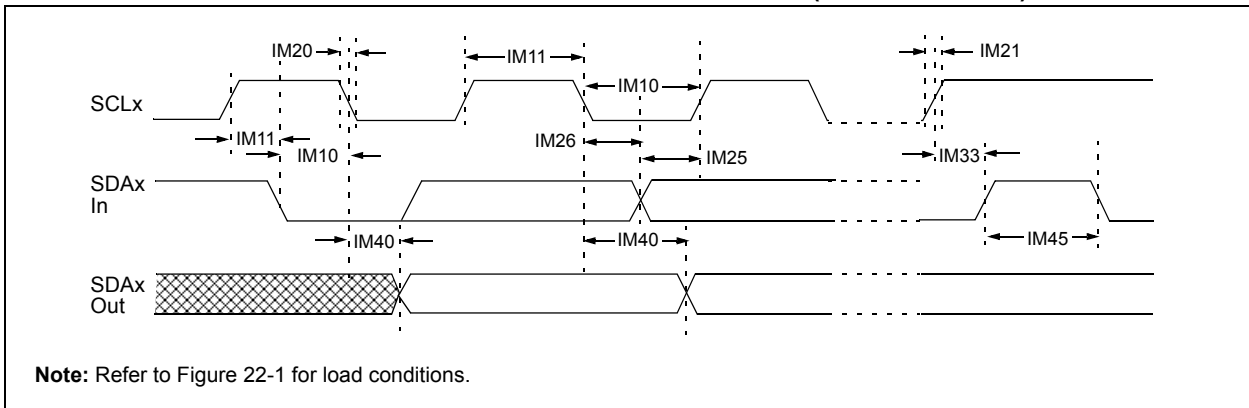 IM20
IM11
IM21
IM10
SCLx
IM11
IM26
IM10
IM25
IM33
SDAx
In
IM40
IM40
IM45
SDAx
Out
Note: Refer to Figure 22-1 for load conditions.